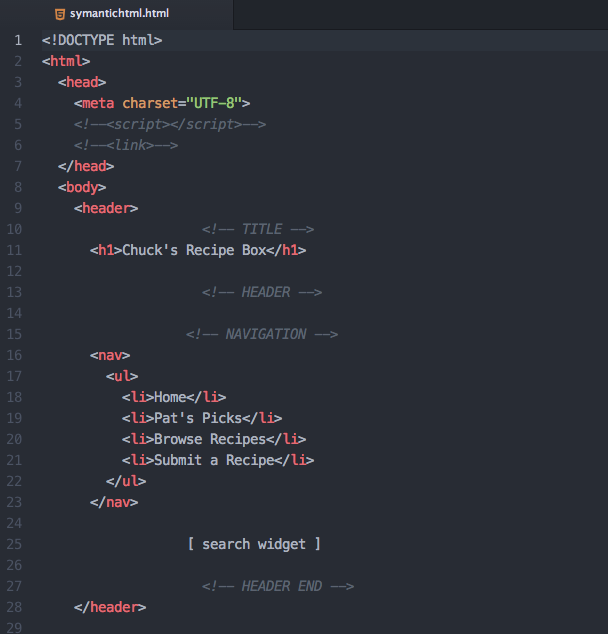 symantichtml.html
1 <!DOCTYPE html>
2 <html>
3   <head>
4     <meta charset="UTF-8">
5     <!--<script></script>-->
6     <!--<link>-->
7   </head>
8   <body>
9     <header>
10                     <!-- TITLE -->
11       <h1>Chuck's Recipe Box</h1>
12
13                     <!-- HEADER -->
14
15                   <!-- NAVIGATION -->
16       <nav>
17         <ul>
18           <li>Home</li>
19           <li>Pat's Picks</li>
20           <li>Browse Recipes</li>
21           <li>Submit a Recipe</li>
22         </ul>
23       </nav>
24
25                   [ search widget ]
26
27                     <!-- HEADER END -->
28     </header>
29